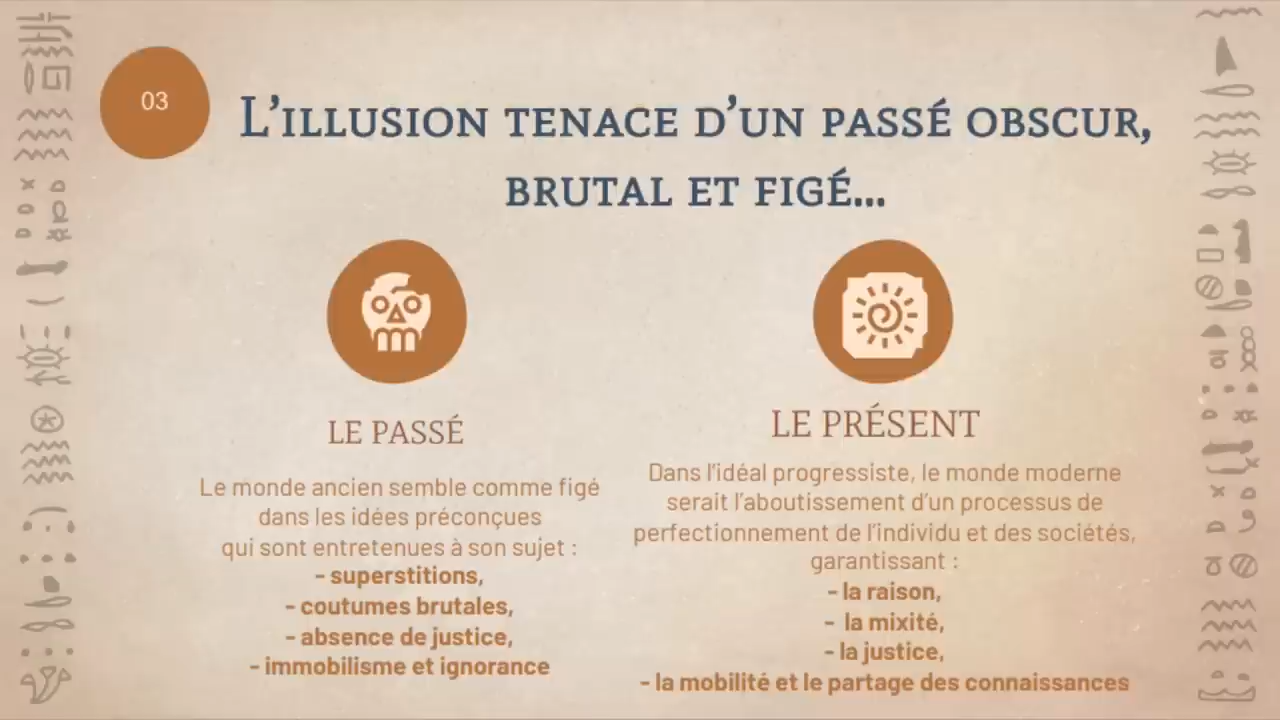 03
L'ILLUSION TENACE D'UN PASSÉ OBSCUR,
BRUTAL ET FIGÉ...
LE PASSÉ
Le monde ancien semble comme figé
dans les idées préconçues
qui sont entretenues à son sujet :
- superstitions,
- coutumes brutales,
- absence de justice,
- immobilisme et ignorance
LE PRÉSENT
Dans l'idéal progressiste, le monde moderne
serait l'aboutissement d'un processus de
perfectionnement de l'individu et des sociétés,
garantissant :
- la raison,
- la mixité,
- la justice,
- la mobilité et le partage des connaissances